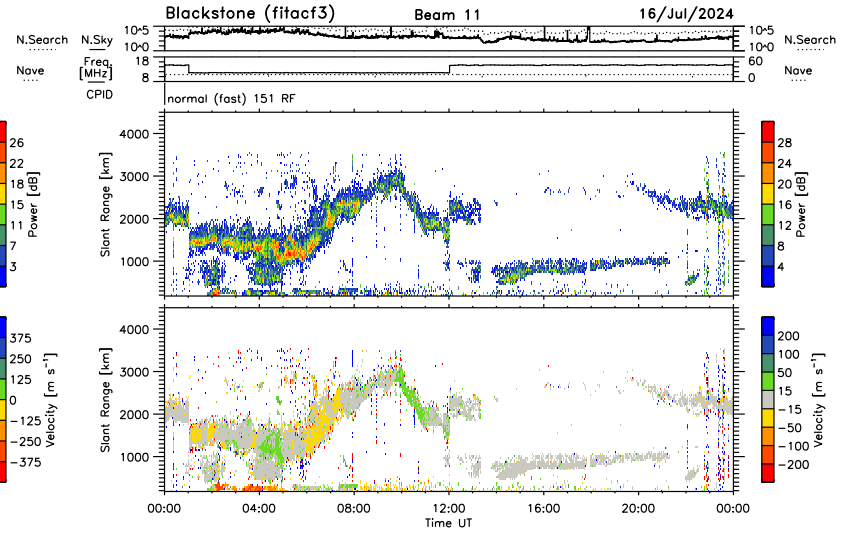 Blackstone (fitacf3) Beam 11 16/Jul/2024
N.Search N.Sky 10^5 10^0 10^5 10^0 N.Search
Nave Freq. [MHz] 18 8 60 0 Nave
CPID normal (fast) 151 RF
Power [dB] 26 22 18 15 11 7 3
Slant Range [km] 4000 3000 2000 1000
28 24 20 16 12 8 4 Power [dB]
Velocity [m s⁻¹] 375 250 125 0 −125 −250 −375
Slant Range [km] 4000 3000 2000 1000
200 100 50 15 −15 −50 −100 −200 Velocity [m s⁻¹]
00:00 04:00 08:00 12:00 16:00 20:00 00:00
Time UT